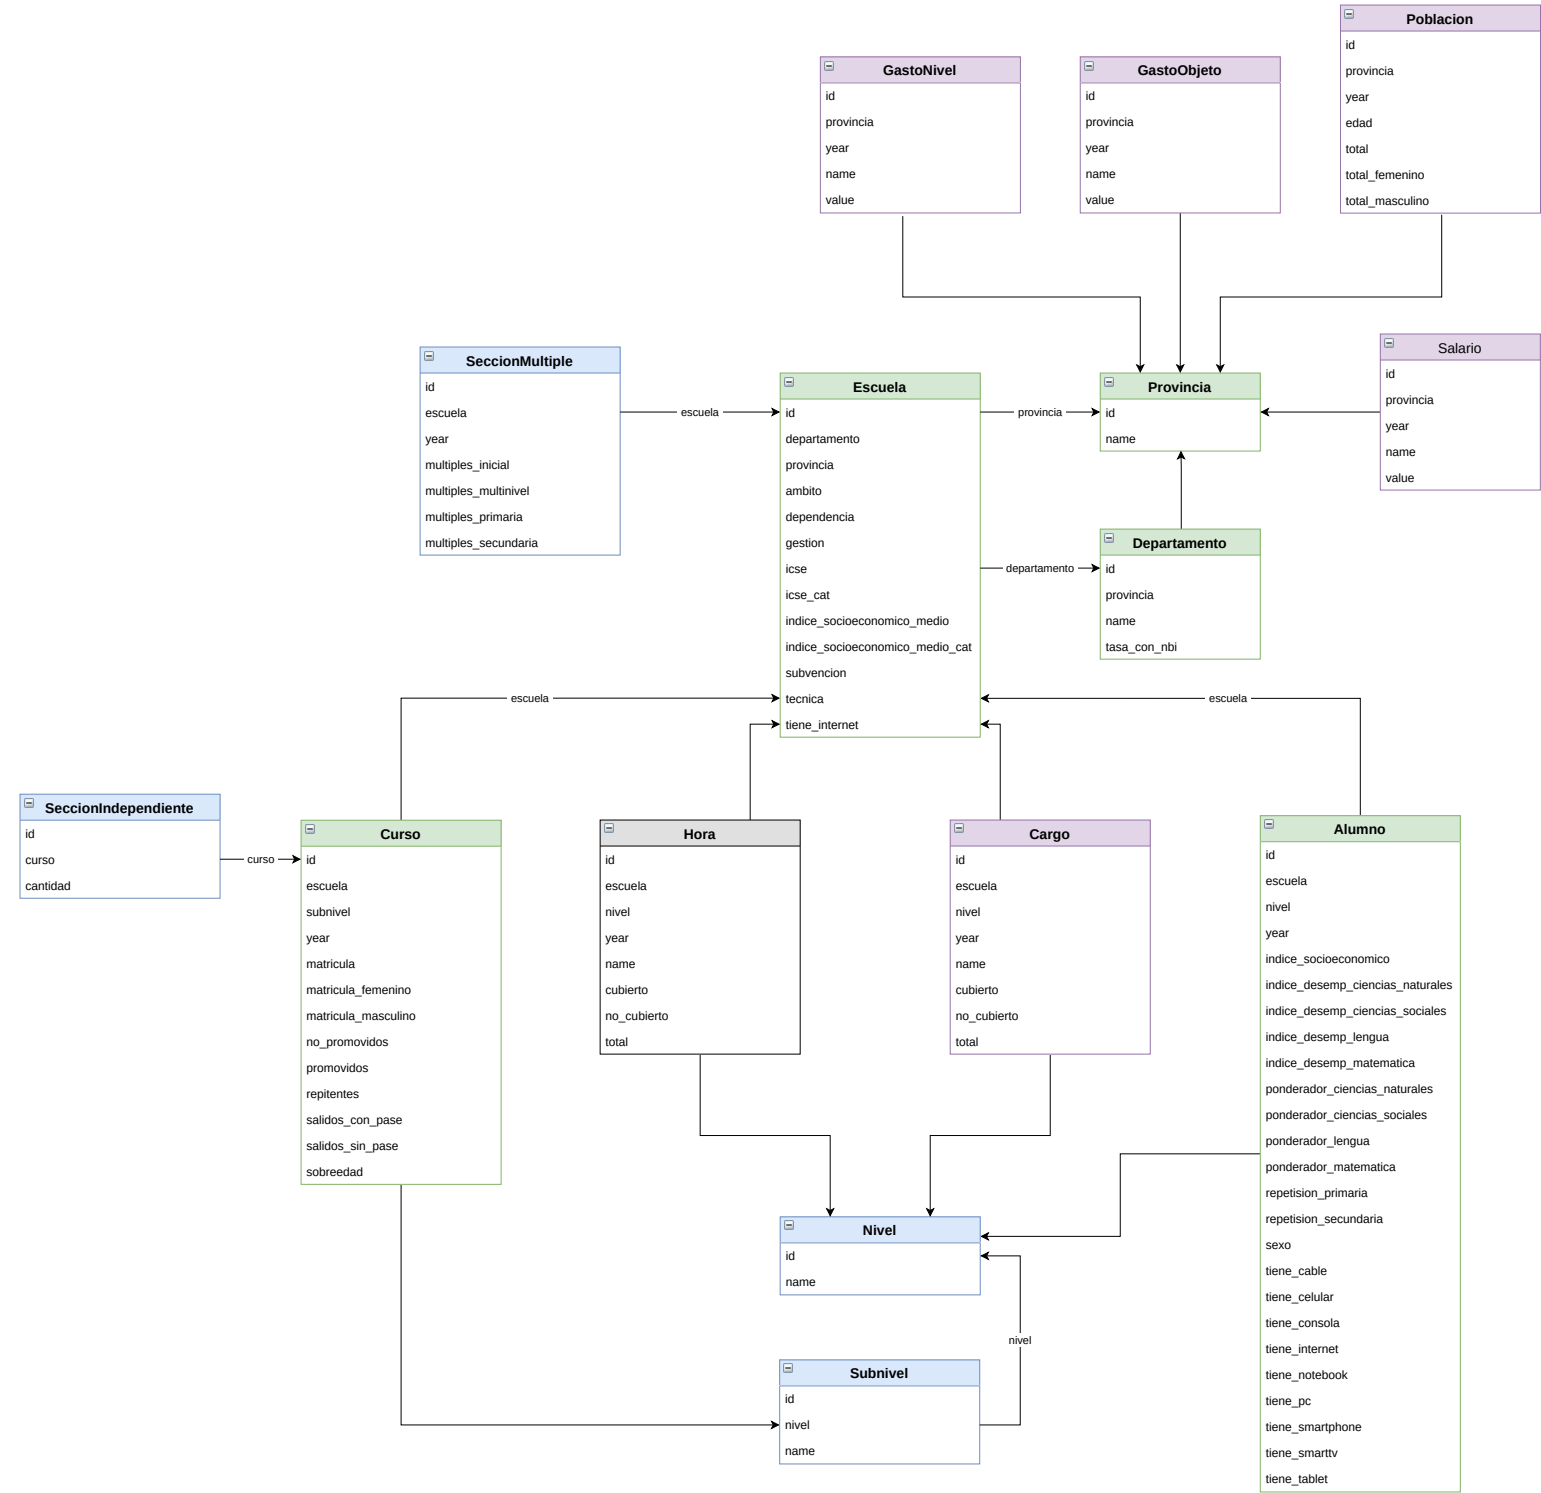 Poblacion
id
provincia
year
edad
total
total_femenino
total_masculino
GastoNivel
id
provincia
year
name
value
GastoObjeto
id
provincia
year
name
value
SeccionMultiple
id
escuela
year
multiples_inicial
multiples_multinivel
multiples_primaria
multiples_secundaria
escuela
Escuela
id
departamento
provincia
ambito
dependencia
gestion
icse
icse_cat
indice_socioeconomico_medio
indice_socioeconomico_medio_cat
subvencion
tecnica
tiene_internet
provincia
Provincia
id
name
Salario
id
provincia
year
name
value
departamento
Departamento
id
provincia
name
tasa_con_nbi
escuela
escuela
SeccionIndependiente
id
curso
cantidad
curso
Curso
id
escuela
subnivel
year
matricula
matricula_femenino
matricula_masculino
no_promovidos
promovidos
repitentes
salidos_con_pase
salidos_sin_pase
sobreedad
Hora
id
escuela
nivel
year
name
cubierto
no_cubierto
total
Cargo
id
escuela
nivel
year
name
cubierto
no_cubierto
total
Alumno
id
escuela
nivel
year
indice_socioeconomico
indice_desemp_ciencias_naturales
indice_desemp_ciencias_sociales
indice_desemp_lengua
indice_desemp_matematica
ponderador_ciencias_naturales
ponderador_ciencias_sociales
ponderador_lengua
ponderador_matematica
repetision_primaria
repetision_secundaria
sexo
tiene_cable
tiene_celular
tiene_consola
tiene_internet
tiene_notebook
tiene_pc
tiene_smartphone
tiene_smarttv
tiene_tablet
Nivel
id
name
nivel
Subnivel
id
nivel
name